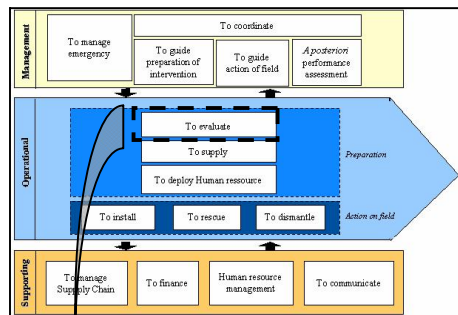 Management
To coordinate
To manage
emergency
To guide
preparation of
intervention
To guide
action of field
A posteriori
performance
assessment
Operational
To evaluate
To supply
To deploy Human ressource
Preparation
To install
To rescue
To dismantle
Action on field
Supporting
To manage
Supply Chain
To finance
Human resource
management
To communicate